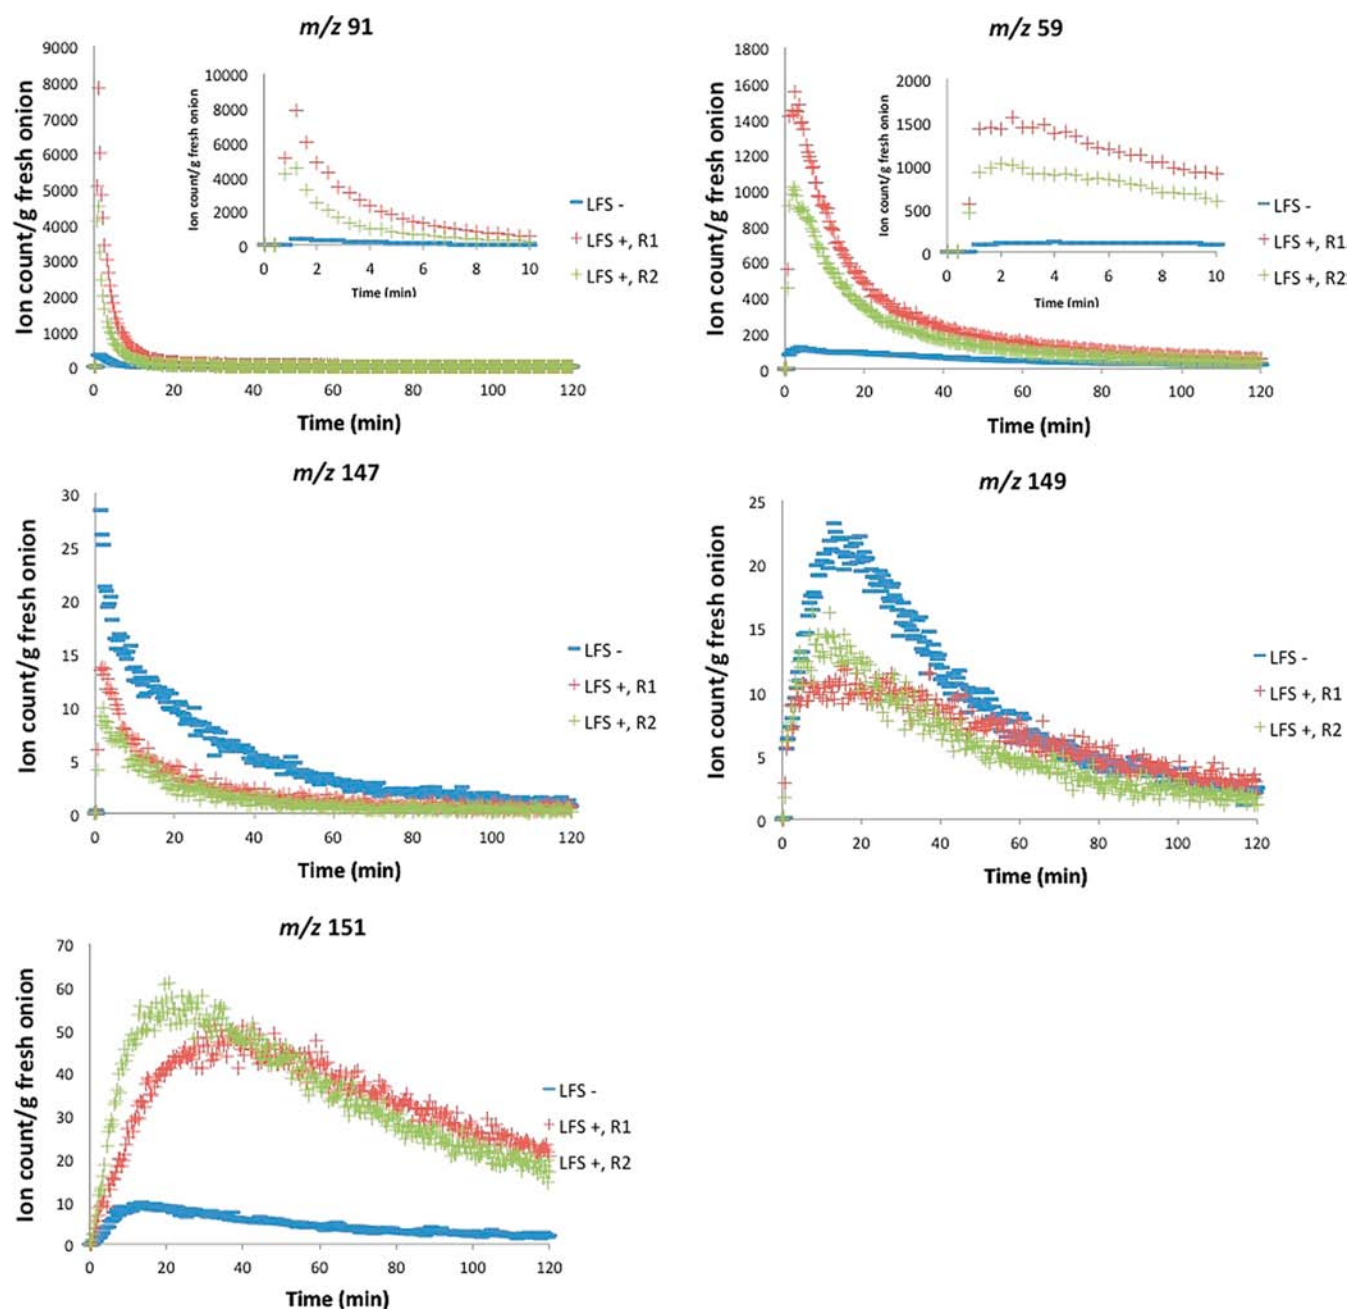 m/z 91
Ion count/g fresh onion
9000
8000
7000
6000
5000
4000
3000
2000
1000
0
0 20 40 60 80 100 120
Time (min)
Ion count/g fresh onion
10000
8000
6000
4000
2000
0
0 2 4 6 8 10
Time (min)
LFS -
LFS +, R1
LFS +, R2
m/z 59
Ion count/g fresh onion
1800
1600
1400
1200
1000
800
600
400
200
0
0 20 40 60 80 100 120
Time (min)
Ion count/g fresh onion
2000
1500
1000
500
0
0 2 4 6 8 10
Time (min)
LFS -
LFS +, R1
LFS +, R2
m/z 147
Ion count/g fresh onion
30
25
20
15
10
5
0
0 20 40 60 80 100 120
Time (min)
LFS -
LFS +, R1
LFS +, R2
m/z 149
Ion count/g fresh onion
25
20
15
10
5
0
0 20 40 60 80 100 120
Time (min)
LFS -
LFS +, R1
LFS +, R2
m/z 151
Ion count/g fresh onion
70
60
50
40
30
20
10
0
0 20 40 60 80 100 120
Time (min)
LFS -
LFS +, R1
LFS +, R2